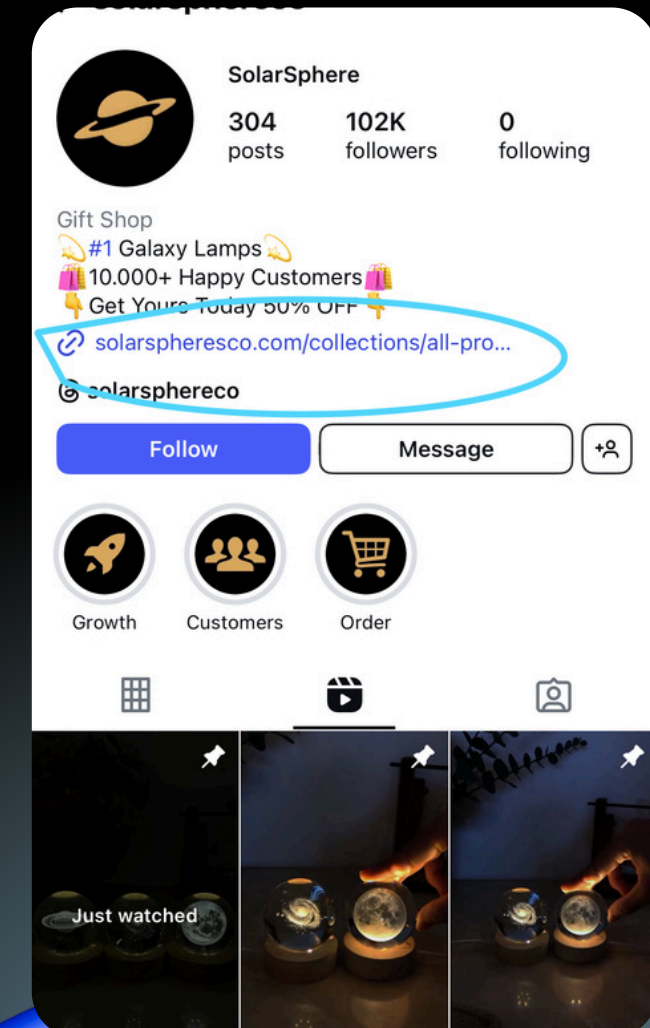 SolarSphere
304 102K 0
posts followers following
Gift Shop
💫#1 Galaxy Lamps💫
🛍️10.000+ Happy Customers🛍️
👇Get Yours Today 50% OFF👇
solarspheresco.com/collections/all-pro...
solarsphereco
Follow Message
Growth Customers Order
Just watched